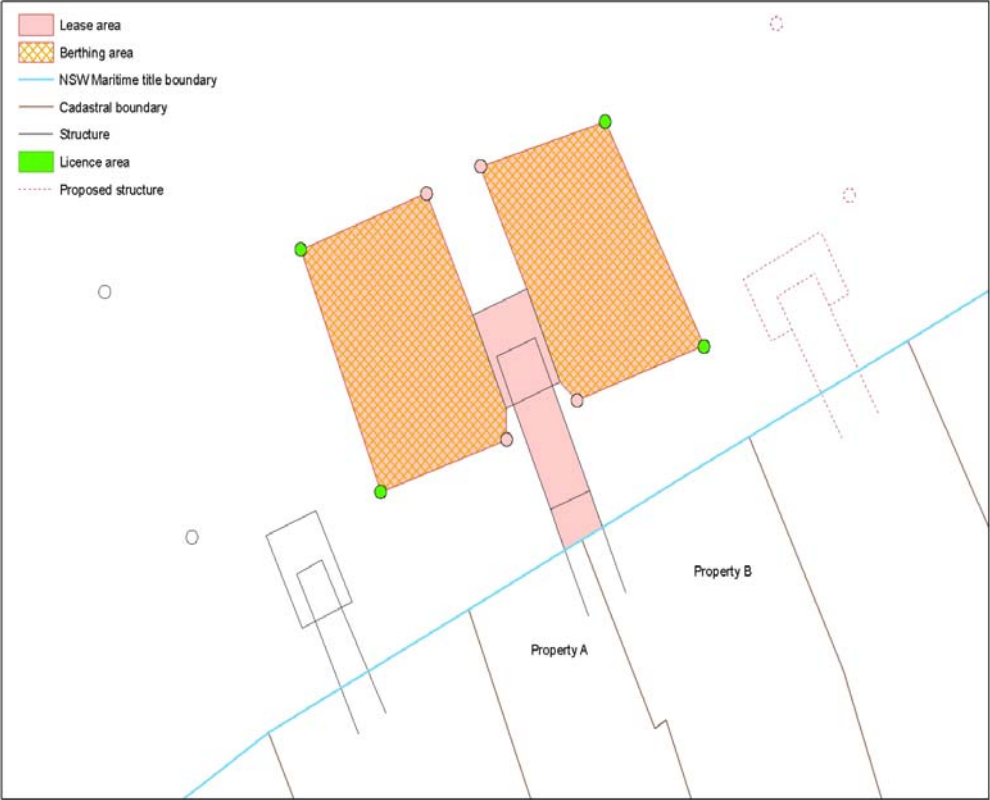 Lease area
Berthing area
NSW Maritime title boundary
Cadastral boundary
Structure
Licence area
Proposed structure
Property B
Property A